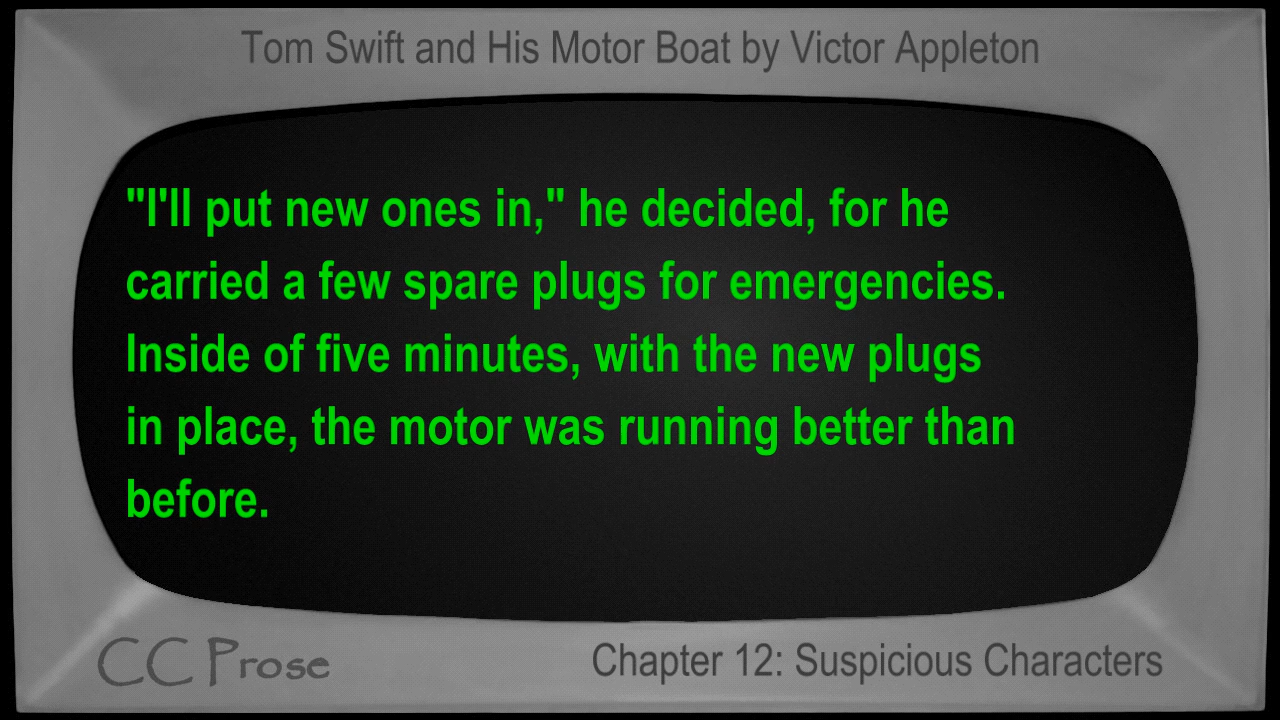 Tom Swift and His Motor Boat by Victor Appleton
"I'll put new ones in," he decided, for he
carried a few spare plugs for emergencies.
Inside of five minutes, with the new plugs
in place, the motor was running better than
before.
CC Prose
Chapter 12: Suspicious Characters